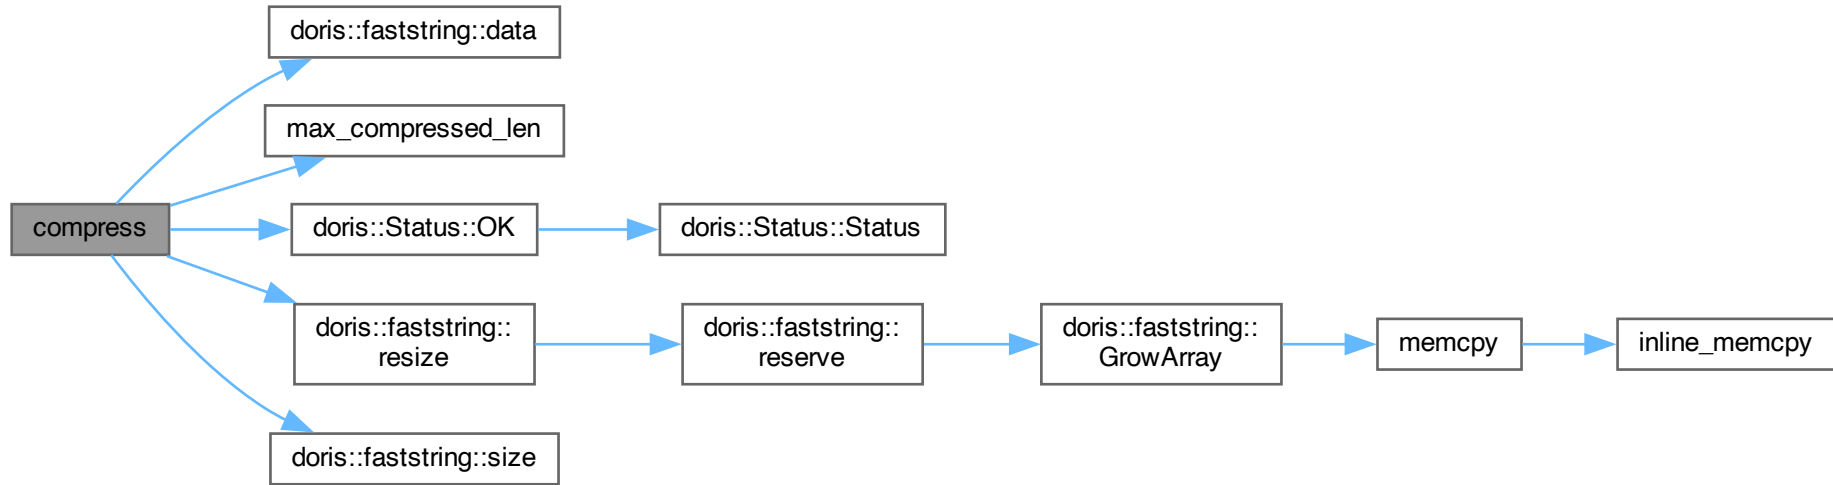 doris::faststring::data
max_compressed_len
compress
doris::Status::OK
doris::Status::Status
doris::faststring::
resize
doris::faststring::
reserve
doris::faststring::
GrowArray
memcpy
inline_memcpy
doris::faststring::size